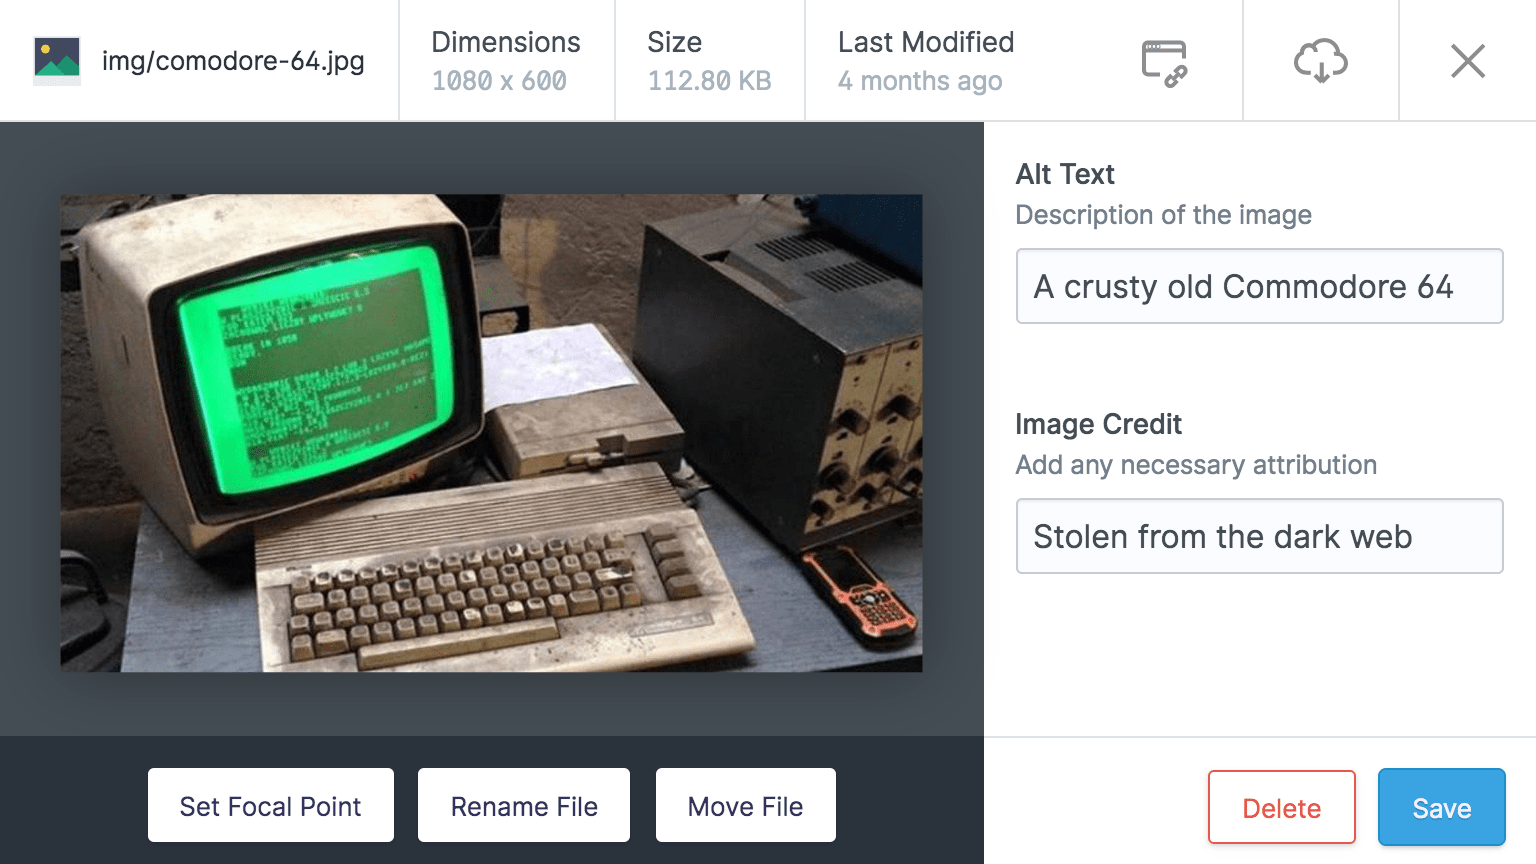 img/comodore-64.jpg
Dimensions
1080 x 600
Size
112.80 KB
Last Modified
4 months ago
Alt Text
Description of the image
A crusty old Commodore 64
Image Credit
Add any necessary attribution
Stolen from the dark web
Set Focal Point
Rename File
Move File
Delete
Save